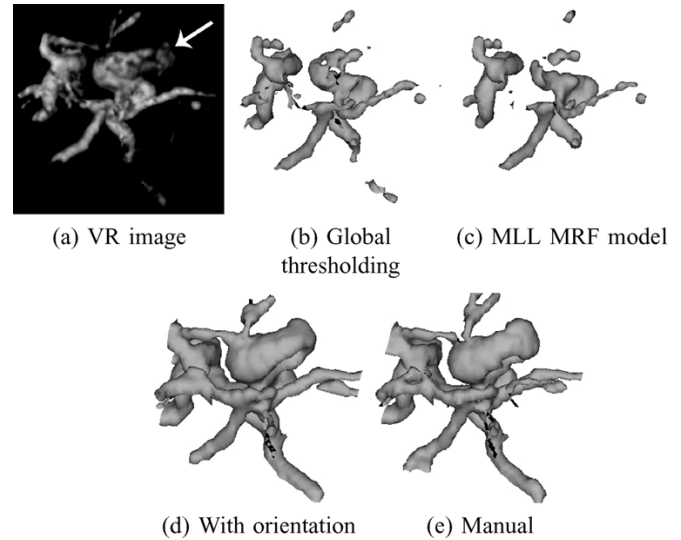 (a) VR image
(b) Global
thresholding
(c) MLL MRF model
(d) With orientation
(e) Manual